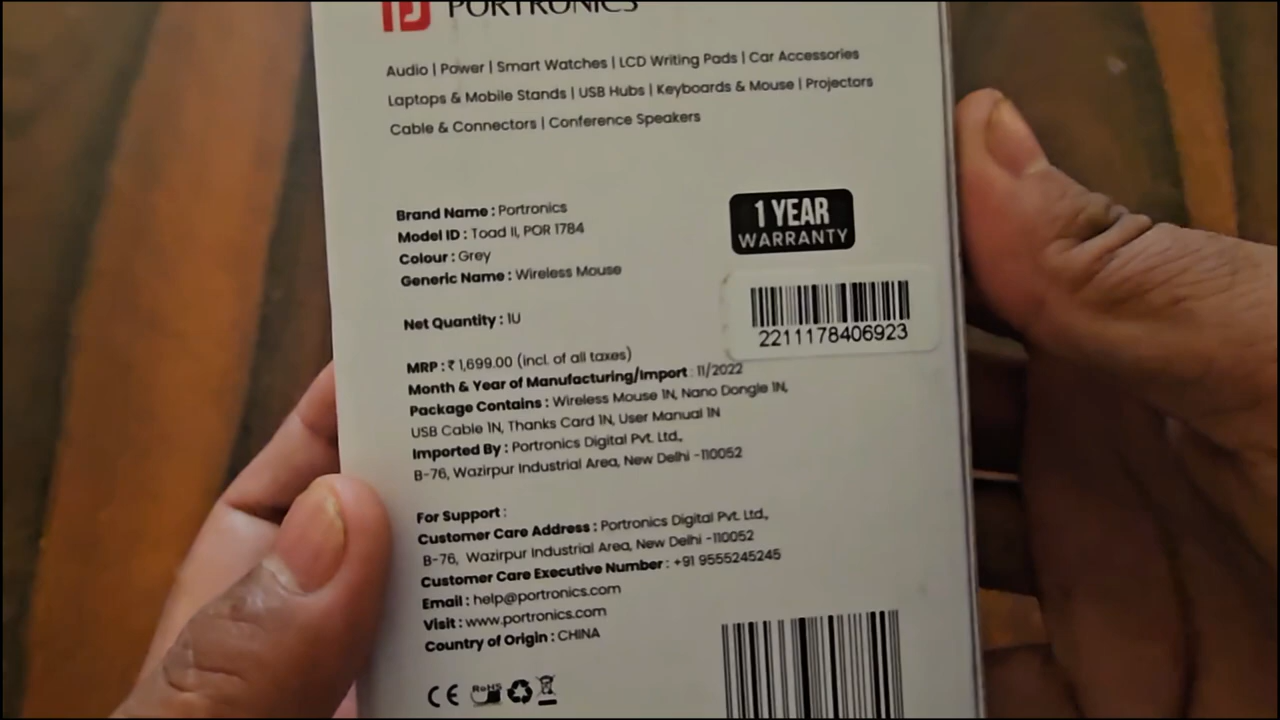 PORTRONICS
Audio | Power | Smart Watches | LCD Writing Pads | Car Accessories
Laptops & Mobile Stands | USB Hubs | Keyboards & Mouse | Projectors
Cable & Connectors | Conference Speakers
Brand Name : Portronics
Model ID : Toad II, POR 1784
Colour : Grey
Generic Name : Wireless Mouse
Net Quantity : 1U
1 YEAR
WARRANTY
2211178406923
MRP : ₹ 1,699.00 (incl. of all taxes)
Month & Year of Manufacturing/Import : 11/2022
Package Contains : Wireless Mouse 1N, Nano Dongle 1N,
USB Cable 1N, Thanks Card 1N, User Manual 1N
Imported By : Portronics Digital Pvt. Ltd.,
B-76, Wazirpur Industrial Area, New Delhi -110052
For Support :
Customer Care Address : Portronics Digital Pvt. Ltd.,
B-76, Wazirpur Industrial Area, New Delhi -110052
Customer Care Executive Number : +91 9555245245
Email : help@portronics.com
Visit : www.portronics.com
Country of Origin : CHINA
CE RoHS